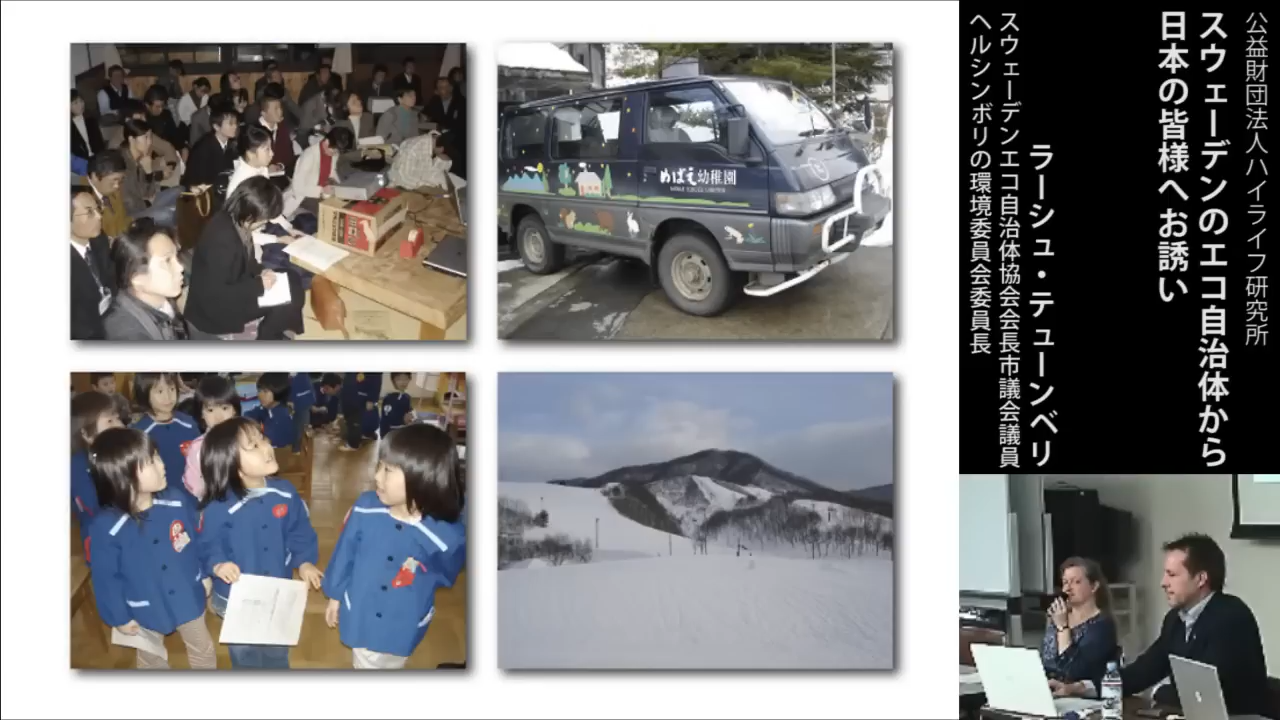 公益財団法人ハイライフ研究所
スウェーデンのエコ自治体から
日本の皆様へお誘い
ラーシュ・テューンベリ
スウェーデンエコ自治体協会会長市議会議員
ヘルシンボリの環境委員会委員長
ゆばえ幼稚園